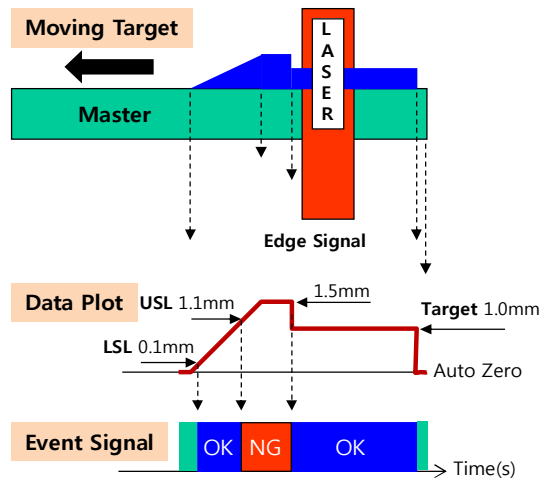 Moving Target
LASER
Master
Edge Signal
Data Plot
USL 1.1mm
1.5mm
Target 1.0mm
LSL 0.1mm
Auto Zero
Event Signal
OK NG OK
Time(s)